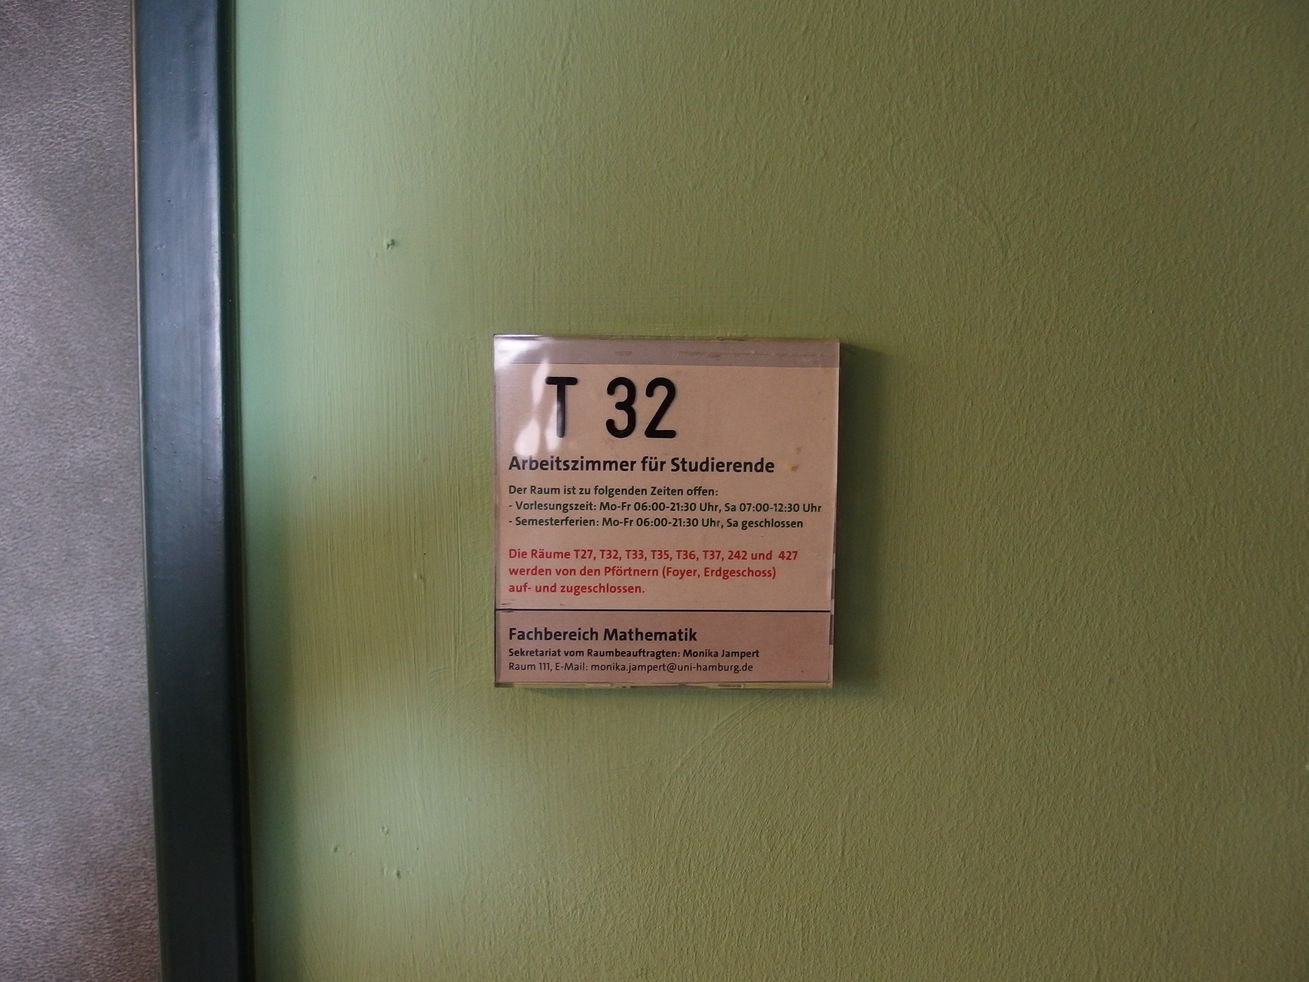 T 32
Arbeitszimmer für Studierende
Der Raum ist zu folgenden Zeiten offen:
- Vorlesungszeit: Mo-Fr 06:00-21:30 Uhr, Sa 07:00-12:30 Uhr
- Semesterferien: Mo-Fr 06:00-21:30 Uhr, Sa geschlossen
Die Räume T27, T32, T33, T35, T36, T37, 242 und 427
werden von den Pförtnern (Foyer, Erdgeschoss)
auf- und zugeschlossen.
Fachbereich Mathematik
Sekretariat vom Raumbeauftragten: Monika Jampert
Raum 111, E-Mail: monika.jampert@uni-hamburg.de